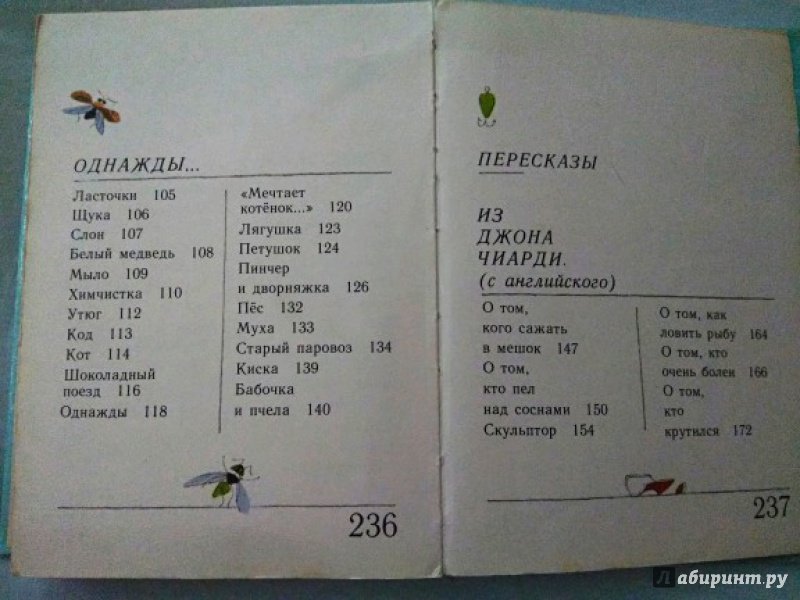 ОДНАЖДЫ...
Ласточки 105
Щука 106
Слон 107
Белый медведь 108
Мыло 109
Химчистка 110
Утюг 112
Код 113
Кот 114
Шоколадный
поезд 116
Однажды 118
«Мечтает
котёнок...» 120
Лягушка 123
Петушок 124
Пинчер
и дворняжка 126
Пёс 132
Муха 133
Старый паровоз 134
Киска 139
Бабочка
и пчела 140
236
ПЕРЕСКАЗЫ
ИЗ
ДЖОНА
ЧИАРДИ.
(с английского)
О том,
кого сажать
в мешок 147
О том,
кто пел
над соснами 150
Скульптор 154
О том, как
ловить рыбу 164
О том, кто
очень болен 166
О том,
кто
крутился 172
237
Лабиринт.ру